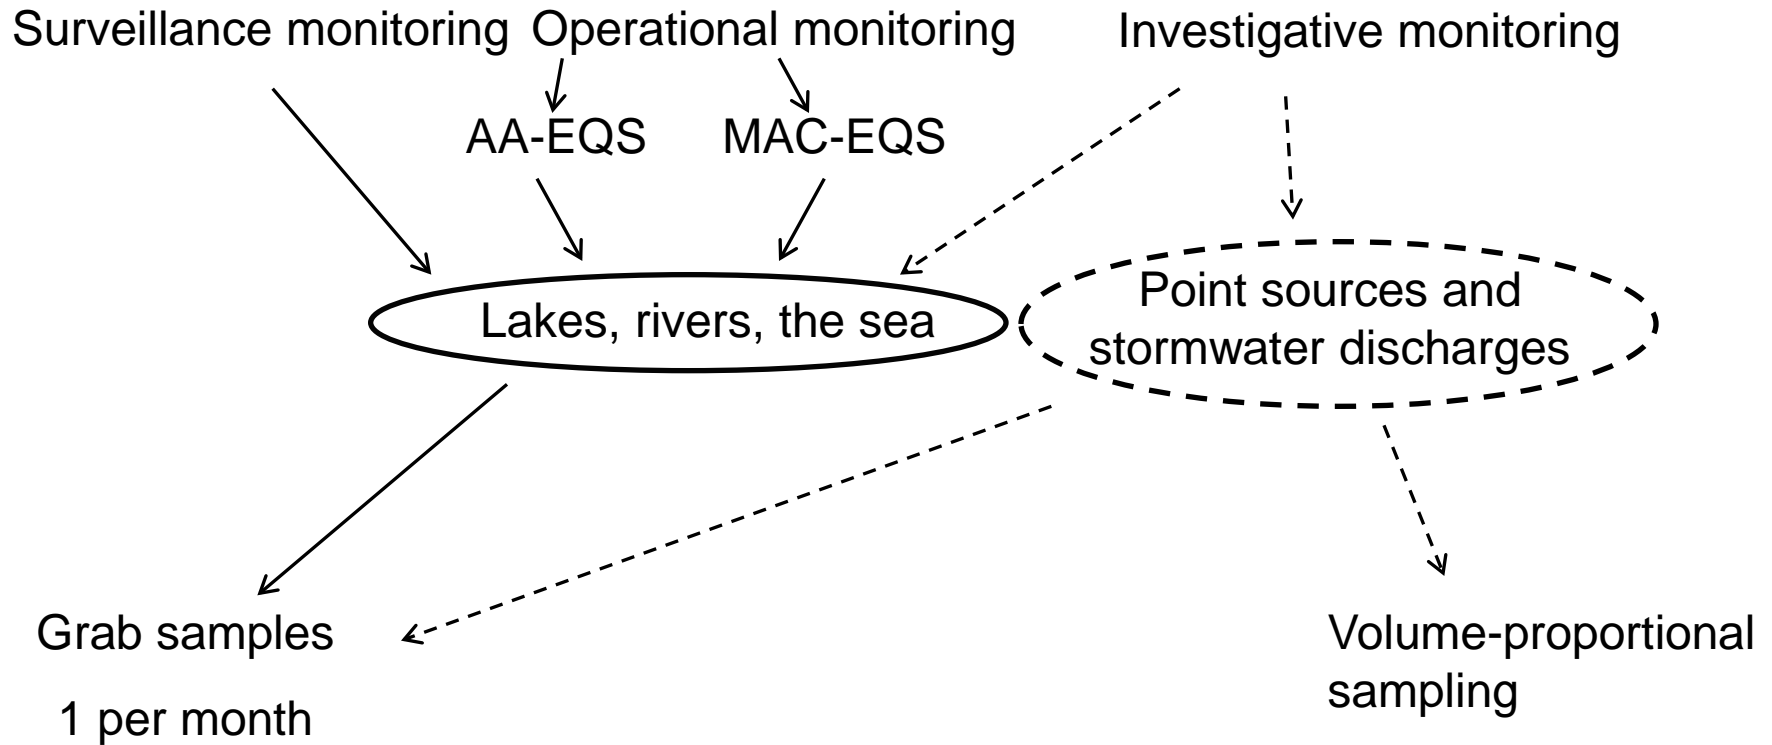 Surveillance monitoring
Operational monitoring
Investigative monitoring
AA-EQS
MAC-EQS
Lakes, rivers, the sea
Point sources and
stormwater discharges
Grab samples
1 per month
Volume-proportional
sampling